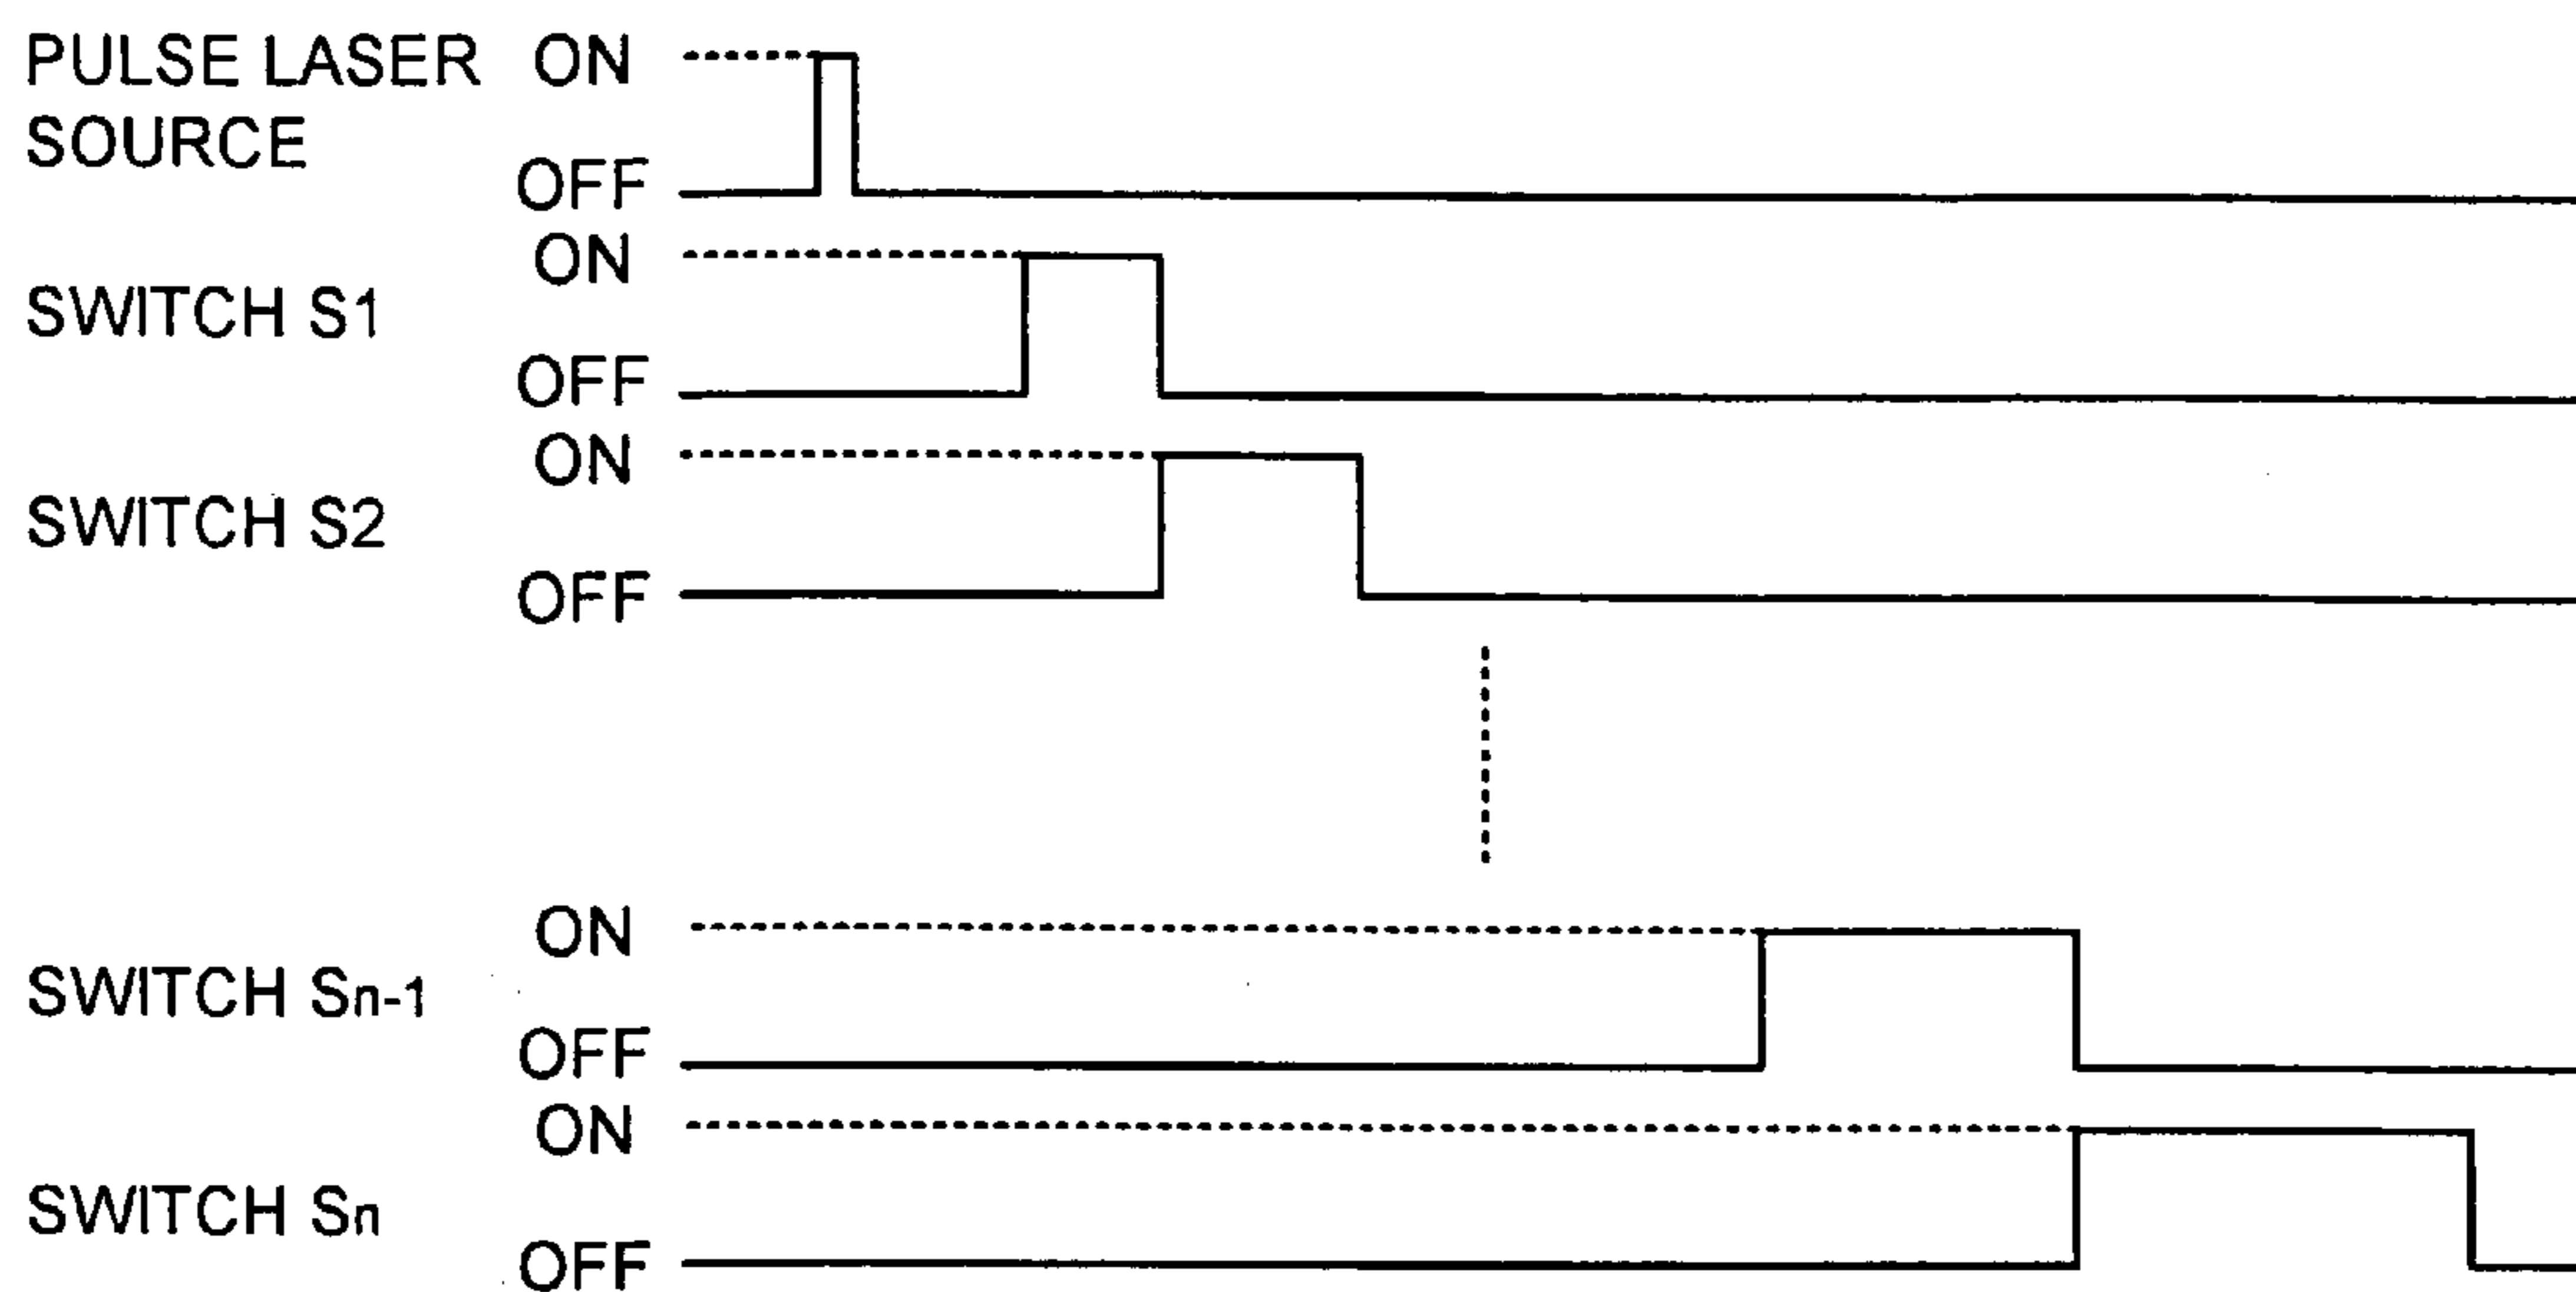 PULSE LASER SOURCE
ON
OFF
SWITCH S1
ON
OFF
SWITCH S2
ON
OFF
SWITCH Sn-1
ON
OFF
SWITCH Sn
ON
OFF